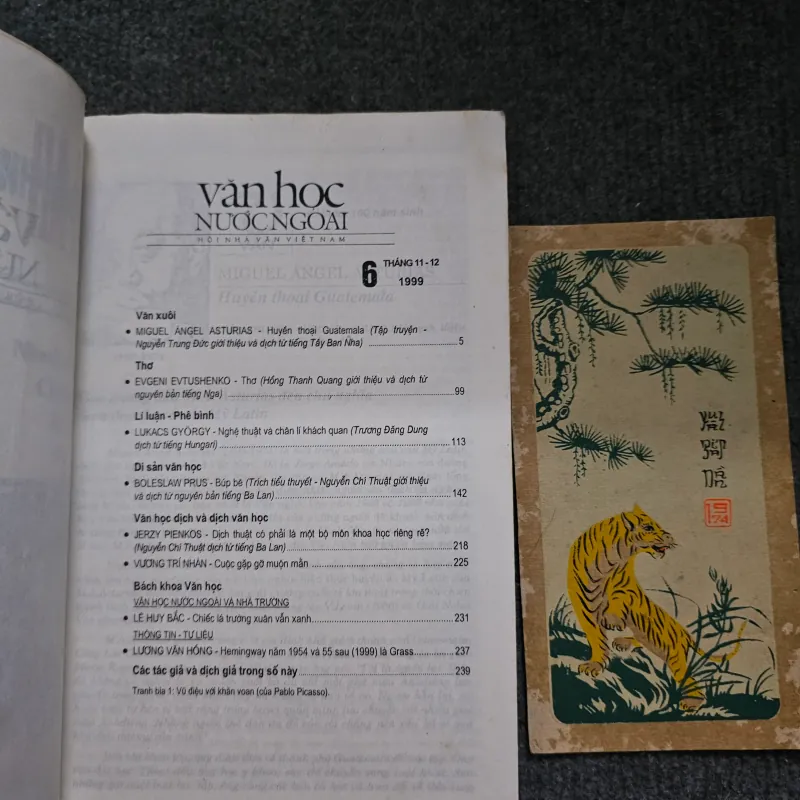 văn học
NƯỚC NGOÀI
HỘI NHÀ VĂN VIỆT NAM
6 THÁNG 11 - 12
1999
Văn xuôi
• MIGUEL ÁNGEL ASTURIAS - Huyền thoại Guatemala (Tập truyện -
Nguyễn Trung Đức giới thiệu và dịch từ tiếng Tây Ban Nha) ..................5
Thơ
• EVGENI EVTUSHENKO - Thơ (Hồng Thanh Quang giới thiệu và dịch từ
nguyên bản tiếng Nga)..................99
Lí luận - Phê bình
• LUKACS GYÖRGY - Nghệ thuật và chân lí khách quan (Trương Đăng Dung
dịch từ tiếng Hungari)..................113
Di sản văn học
• BOLESLAW PRUS - Búp bê (Trích tiểu thuyết - Nguyễn Chí Thuật giới thiệu
và dịch từ nguyên bản tiếng Ba Lan)..................142
Văn học dịch và dịch văn học
• JERZY PIENKOS - Dịch thuật có phải là một bộ môn khoa học riêng rẽ?
(Nguyễn Chí Thuật dịch từ tiếng Ba Lan)..................218
• VƯƠNG TRÍ NHÀN - Cuộc gặp gỡ muộn mằn ..................225
Bách khoa Văn học
VĂN HỌC NƯỚC NGOÀI VÀ NHÀ TRƯỜNG
• LÊ HUY BẮC - Chiếc lá trường xuân vẫn xanh..................231
THÔNG TIN - TƯ LIỆU
• LƯƠNG VĂN HỒNG - Hemingway năm 1954 và 55 sau (1999) là Grass..................237
Các tác giả và dịch giả trong số này..................239
Tranh bìa 1: Vũ điệu với khăn voan (của Pablo Picasso).
MIGUEL ÁNGEL ASTURIAS
Huyền thoại Guatemala
1974